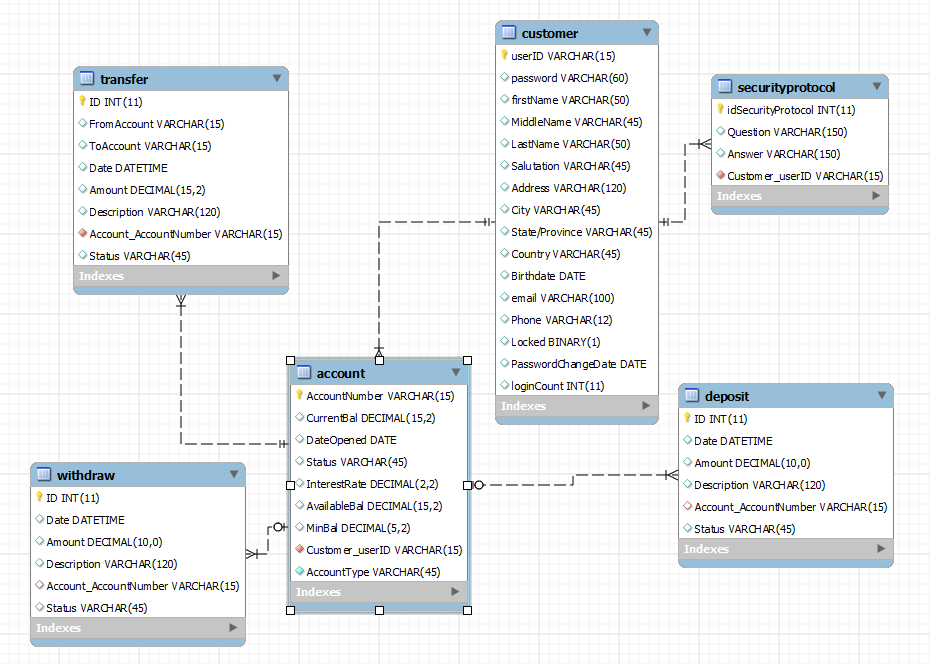 customer
userID VARCHAR(15)
password VARCHAR(60)
firstName VARCHAR(50)
MiddleName VARCHAR(45)
LastName VARCHAR(50)
Salutation VARCHAR(45)
Address VARCHAR(120)
City VARCHAR(45)
State/Province VARCHAR(45)
Country VARCHAR(45)
Birthdate DATE
email VARCHAR(100)
Phone VARCHAR(12)
Locked BINARY(1)
PasswordChangeDate DATE
loginCount INT(11)
Indexes
transfer
ID INT(11)
FromAccount VARCHAR(15)
ToAccount VARCHAR(15)
Date DATETIME
Amount DECIMAL(15,2)
Description VARCHAR(120)
Account_AccountNumber VARCHAR(15)
Status VARCHAR(45)
Indexes
securityprotocol
idSecurityProtocol INT(11)
Question VARCHAR(150)
Answer VARCHAR(150)
Customer_userID VARCHAR(15)
Indexes
account
AccountNumber VARCHAR(15)
CurrentBal DECIMAL(15,2)
DateOpened DATE
Status VARCHAR(45)
InterestRate DECIMAL(2,2)
AvailableBal DECIMAL(15,2)
MinBal DECIMAL(5,2)
Customer_userID VARCHAR(15)
AccountType VARCHAR(45)
Indexes
deposit
ID INT(11)
Date DATETIME
Amount DECIMAL(10,0)
Description VARCHAR(120)
Account_AccountNumber VARCHAR(15)
Status VARCHAR(45)
Indexes
withdraw
ID INT(11)
Date DATETIME
Amount DECIMAL(10,0)
Description VARCHAR(120)
Account_AccountNumber VARCHAR(15)
Status VARCHAR(45)
Indexes